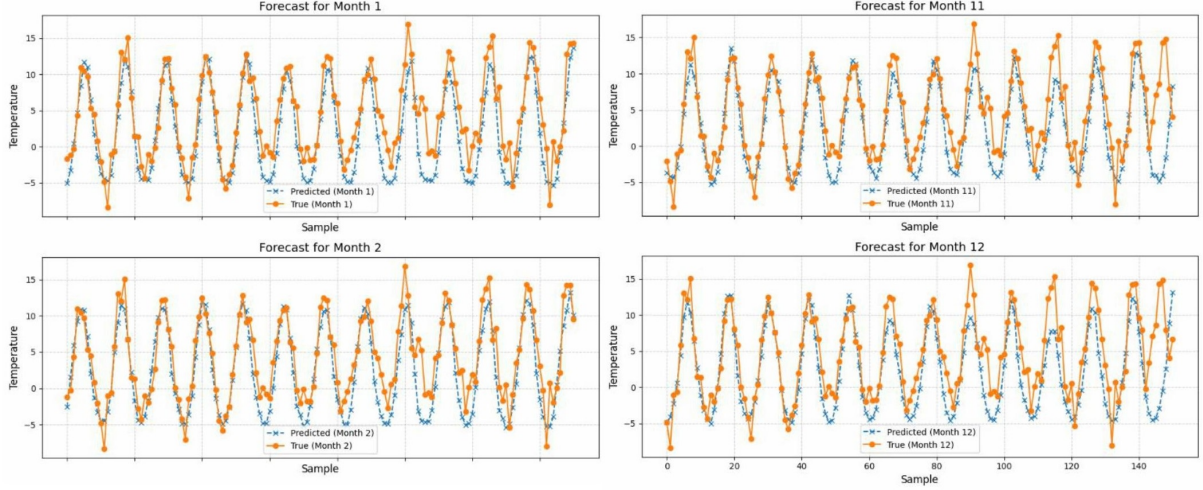 Forecast for Month 1
15
10
5
0
−5
Temperature
Predicted (Month 1)
True (Month 1)
Sample
Forecast for Month 11
15
10
5
0
−5
Temperature
Predicted (Month 11)
True (Month 11)
Sample
Forecast for Month 2
15
10
5
0
−5
Temperature
Predicted (Month 2)
True (Month 2)
Sample
Forecast for Month 12
15
10
5
0
−5
Temperature
Predicted (Month 12)
True (Month 12)
0 20 40 60 80 100 120 140
Sample